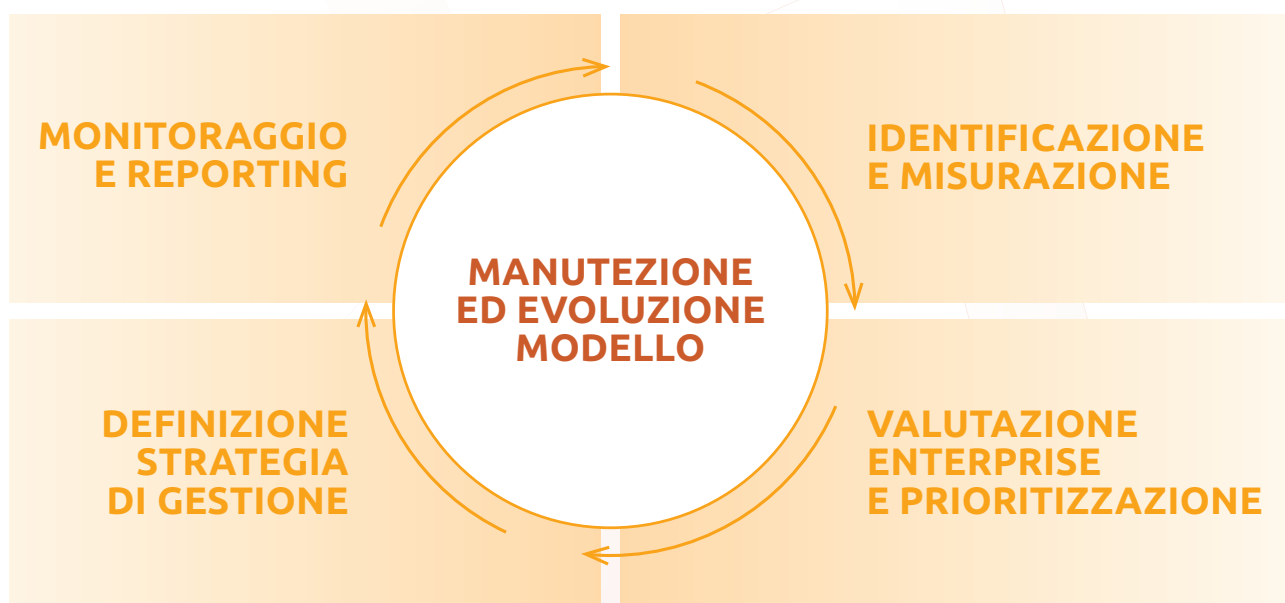 MONITORAGGIO
E REPORTING
IDENTIFICAZIONE
E MISURAZIONE
MANUTEZIONE
ED EVOLUZIONE
MODELLO
DEFINIZIONE
STRATEGIA
DI GESTIONE
VALUTAZIONE
ENTERPRISE
E PRIORITIZZAZIONE